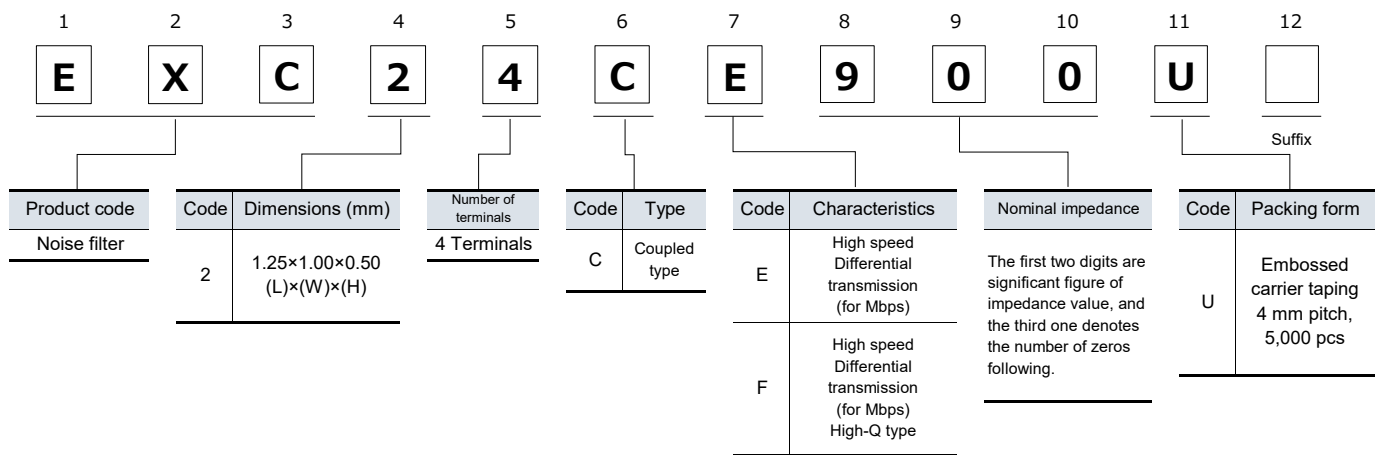 1 2 3 4 5 6 7 8 9 10 11 12
E X C 2 4 C E 9 0 0 U
Suffix
Product code
Noise filter
Code Dimensions (mm)
2
1.25×1.00×0.50
(L)×(W)×(H)
Number of
terminals
4 Terminals
Code Type
C
Coupled
type
Code Characteristics
E
High speed
Differential
transmission
(for Mbps)
F
High speed
Differential
transmission
(for Mbps)
High-Q type
Nominal impedance
The first two digits are
significant figure of
impedance value, and
the third one denotes
the number of zeros
following.
Code Packing form
U
Embossed
carrier taping
4 mm pitch,
5,000 pcs